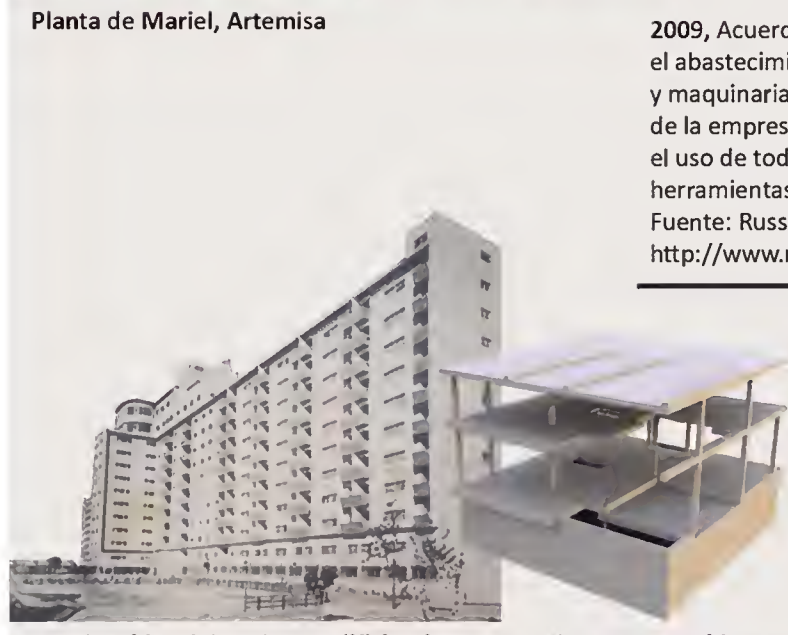 Planta de Mariel, Artemisa
2009, Acuerd
el abastecimi
y maquinaria
de la empres
el uso de tod
herramientas
Fuente: Russ
http://www.r